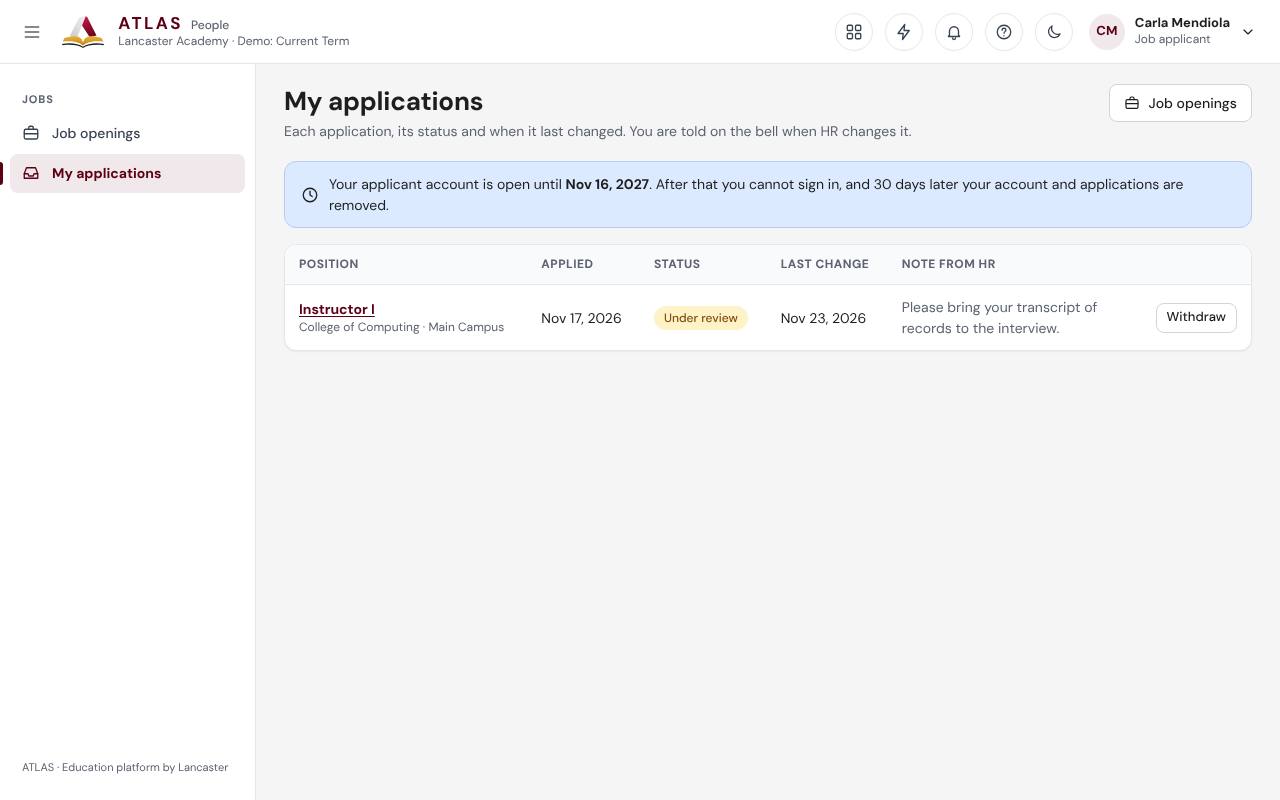 ATLAS People
Lancaster Academy · Demo: Current Term
CM
Carla Mendiola
Job applicant
JOBS
Job openings
My applications
My applications
Each application, its status and when it last changed. You are told on the bell when HR changes it.
Job openings
Your applicant account is open until Nov 16, 2027. After that you cannot sign in, and 30 days later your account and applications are
removed.
POSITION APPLIED STATUS LAST CHANGE NOTE FROM HR
Instructor I
College of Computing · Main Campus
Nov 17, 2026
Under review
Nov 23, 2026
Please bring your transcript of
records to the interview.
Withdraw
ATLAS · Education platform by Lancaster